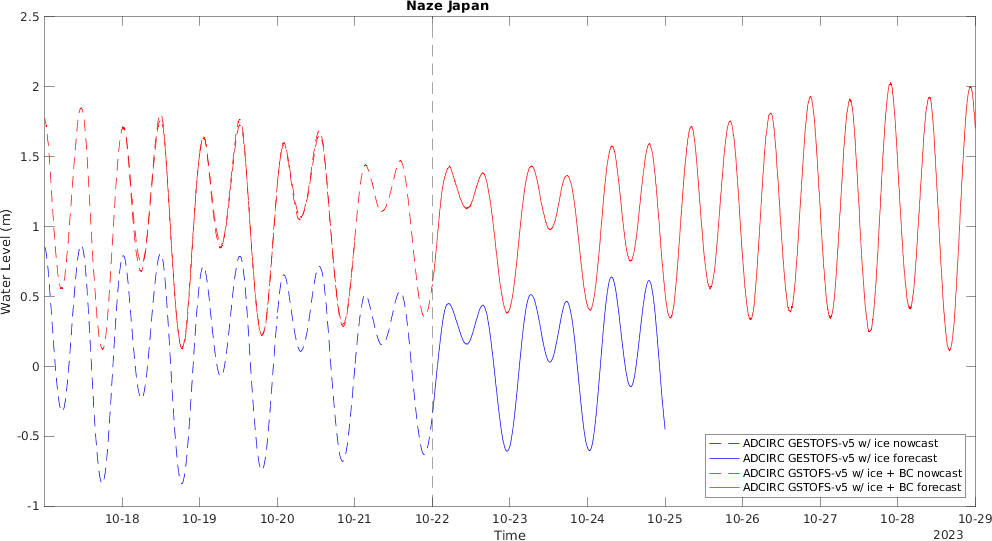 Naze Japan
2.5
2
1.5
1
0.5
0
-0.5
-1
Water Level (m)
ADCIRC GESTOFS-v5 w/ ice nowcast
ADCIRC GESTOFS-v5 w/ ice forecast
ADCIRC GSTOFS-v5 w/ ice + BC nowcast
ADCIRC GSTOFS-v5 w/ ice + BC forecast
10-18 10-19 10-20 10-21 10-22 10-23 10-24 10-25 10-26 10-27 10-28 10-29
Time 2023